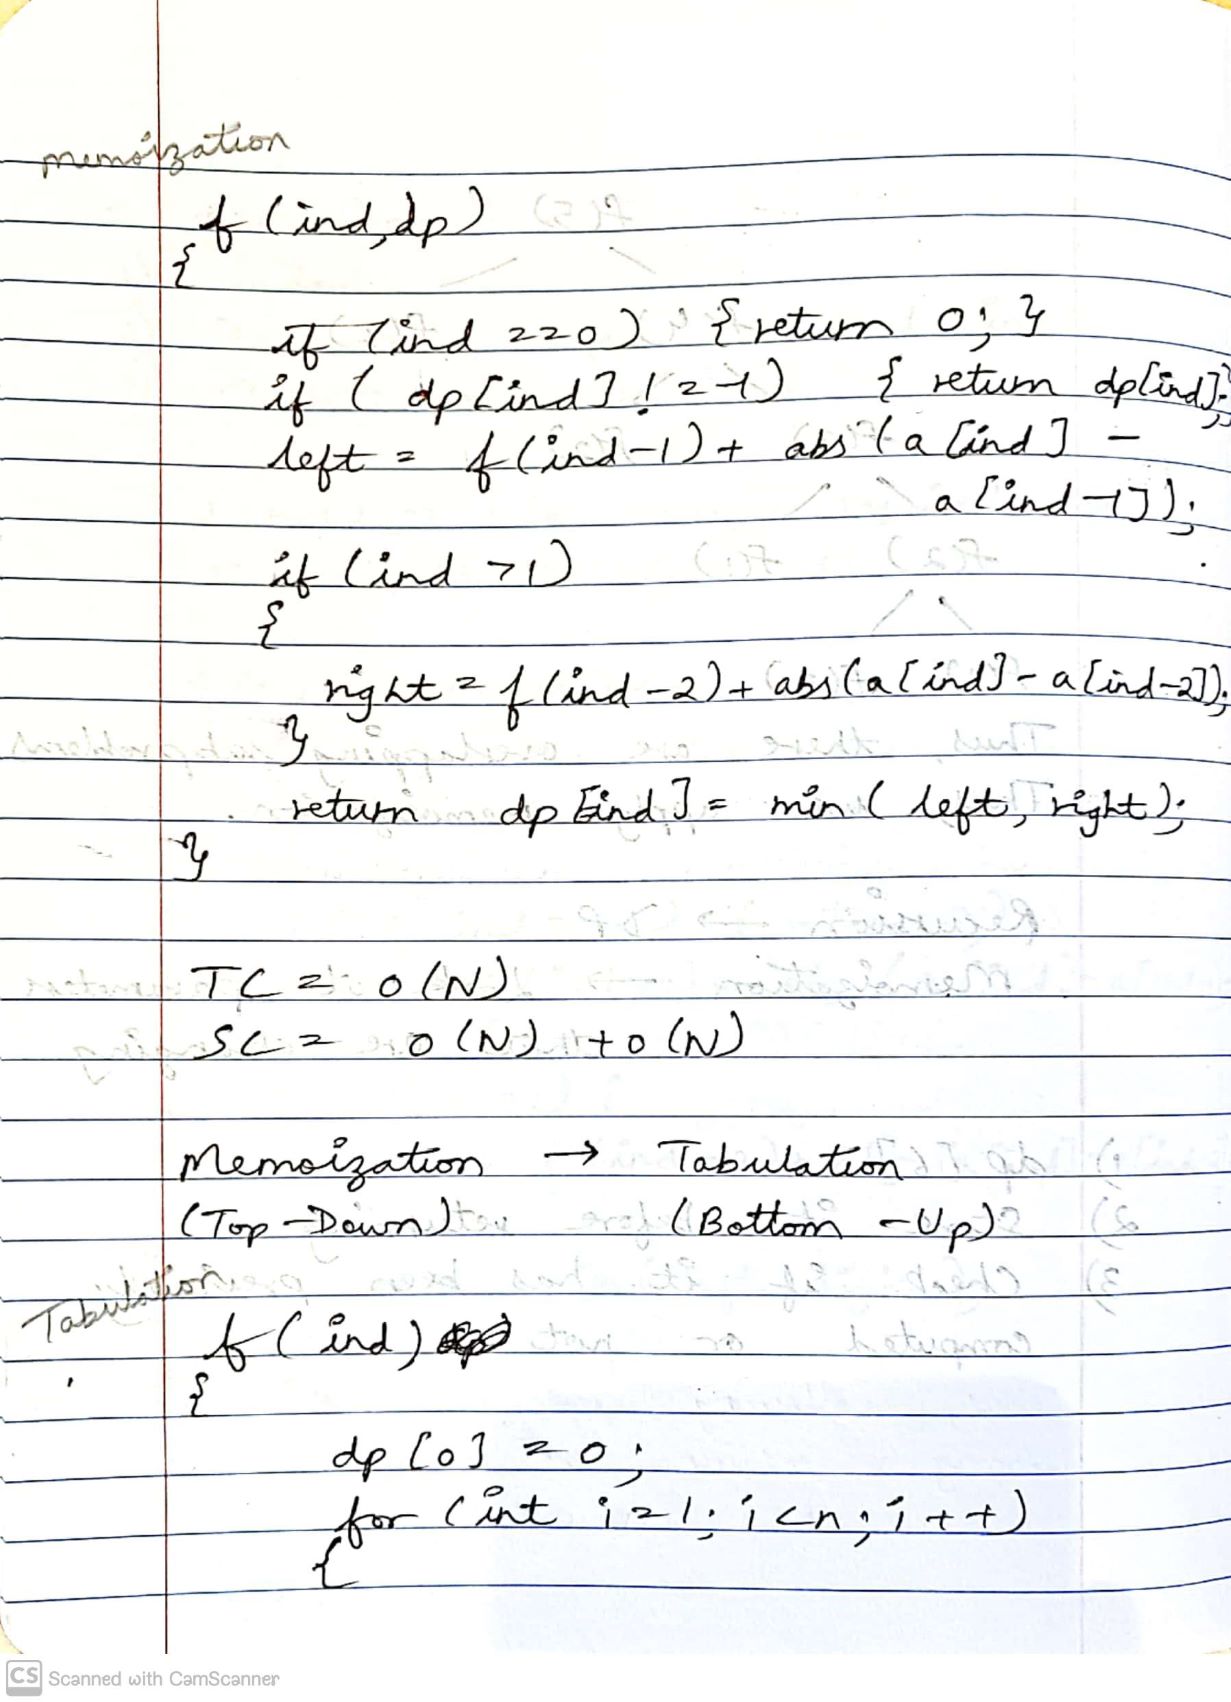 memoization
f (ind, dp)
{
if (ind == 0) { return 0; }
if ( dp [ind] != -1) { return dp[ind];
left = f (ind-1) + abs (a [ind] -
a [ind -1]);
if (ind >1)
{
right = f (ind -2) + abs (a [ind] - a [ind-2]);
}
return dp [ind] = min ( left, right);
}
TC = O (N)
SC = O (N) + O (N)
Memoization → Tabulation
(Top-Down) (Bottom -Up)
Tabulation
f ( ind)
{
dp [0] = 0;
for (int i=1; i<n; i++)
{
CS Scanned with CamScanner